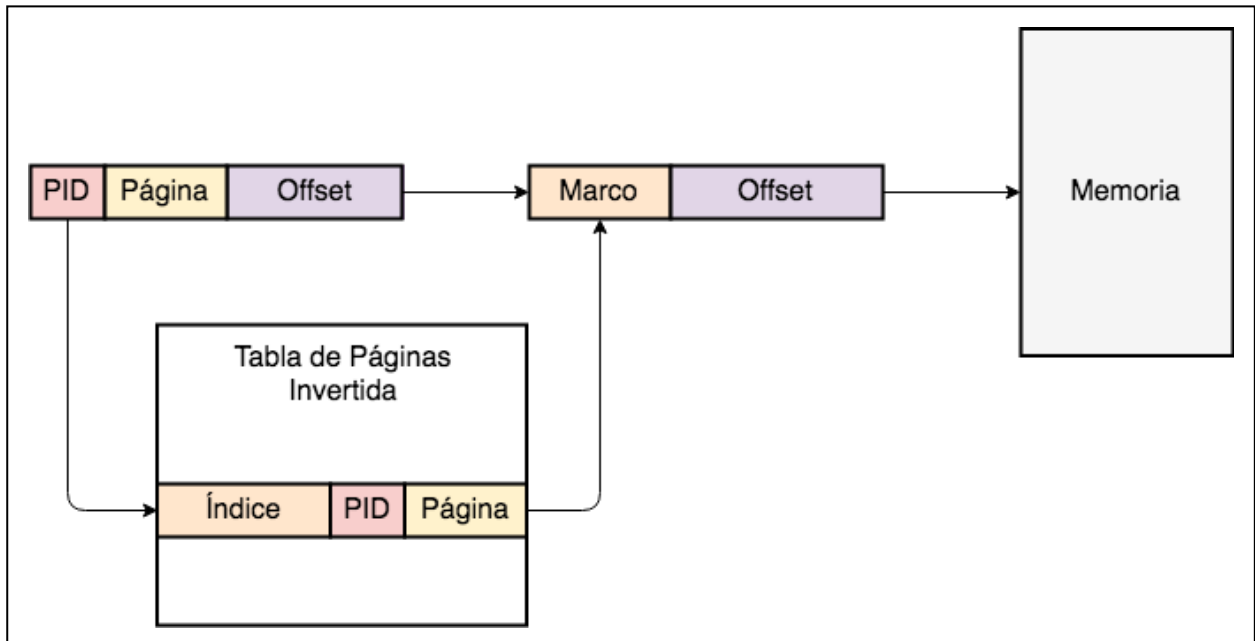 PID
Página
Offset
Marco
Offset
Memoria
Tabla de Páginas
Invertida
Índice
PID
Página